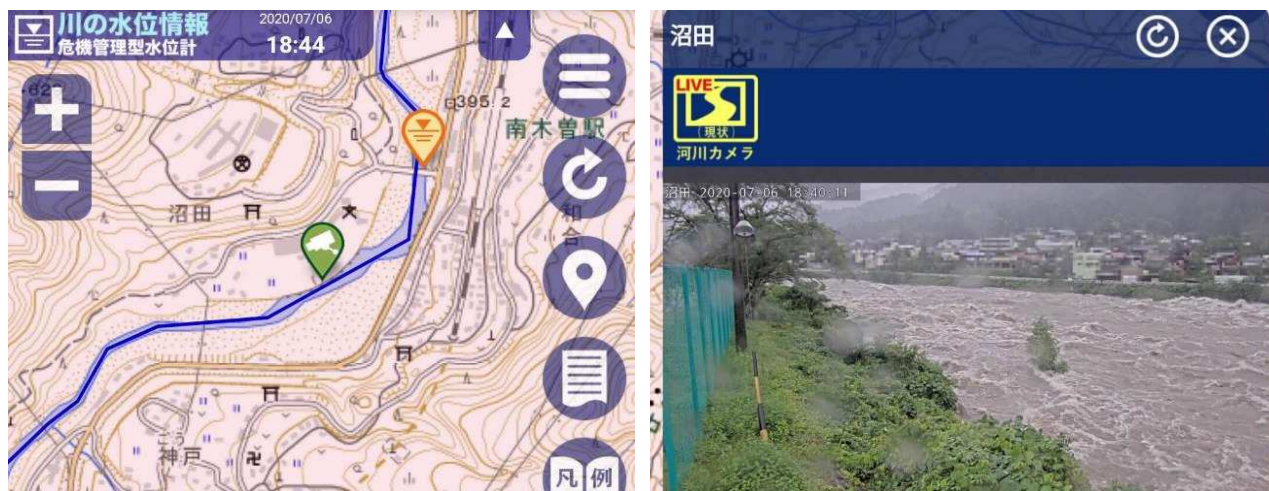 川の水位情報
危機管理型水位計
2020/07/06
18:44
395.2
南木曽駅
沼田
和合
神戸
凡例
沼田
LIVE
(現状)
河川カメラ
沼田 2020-07-06 18:40:11